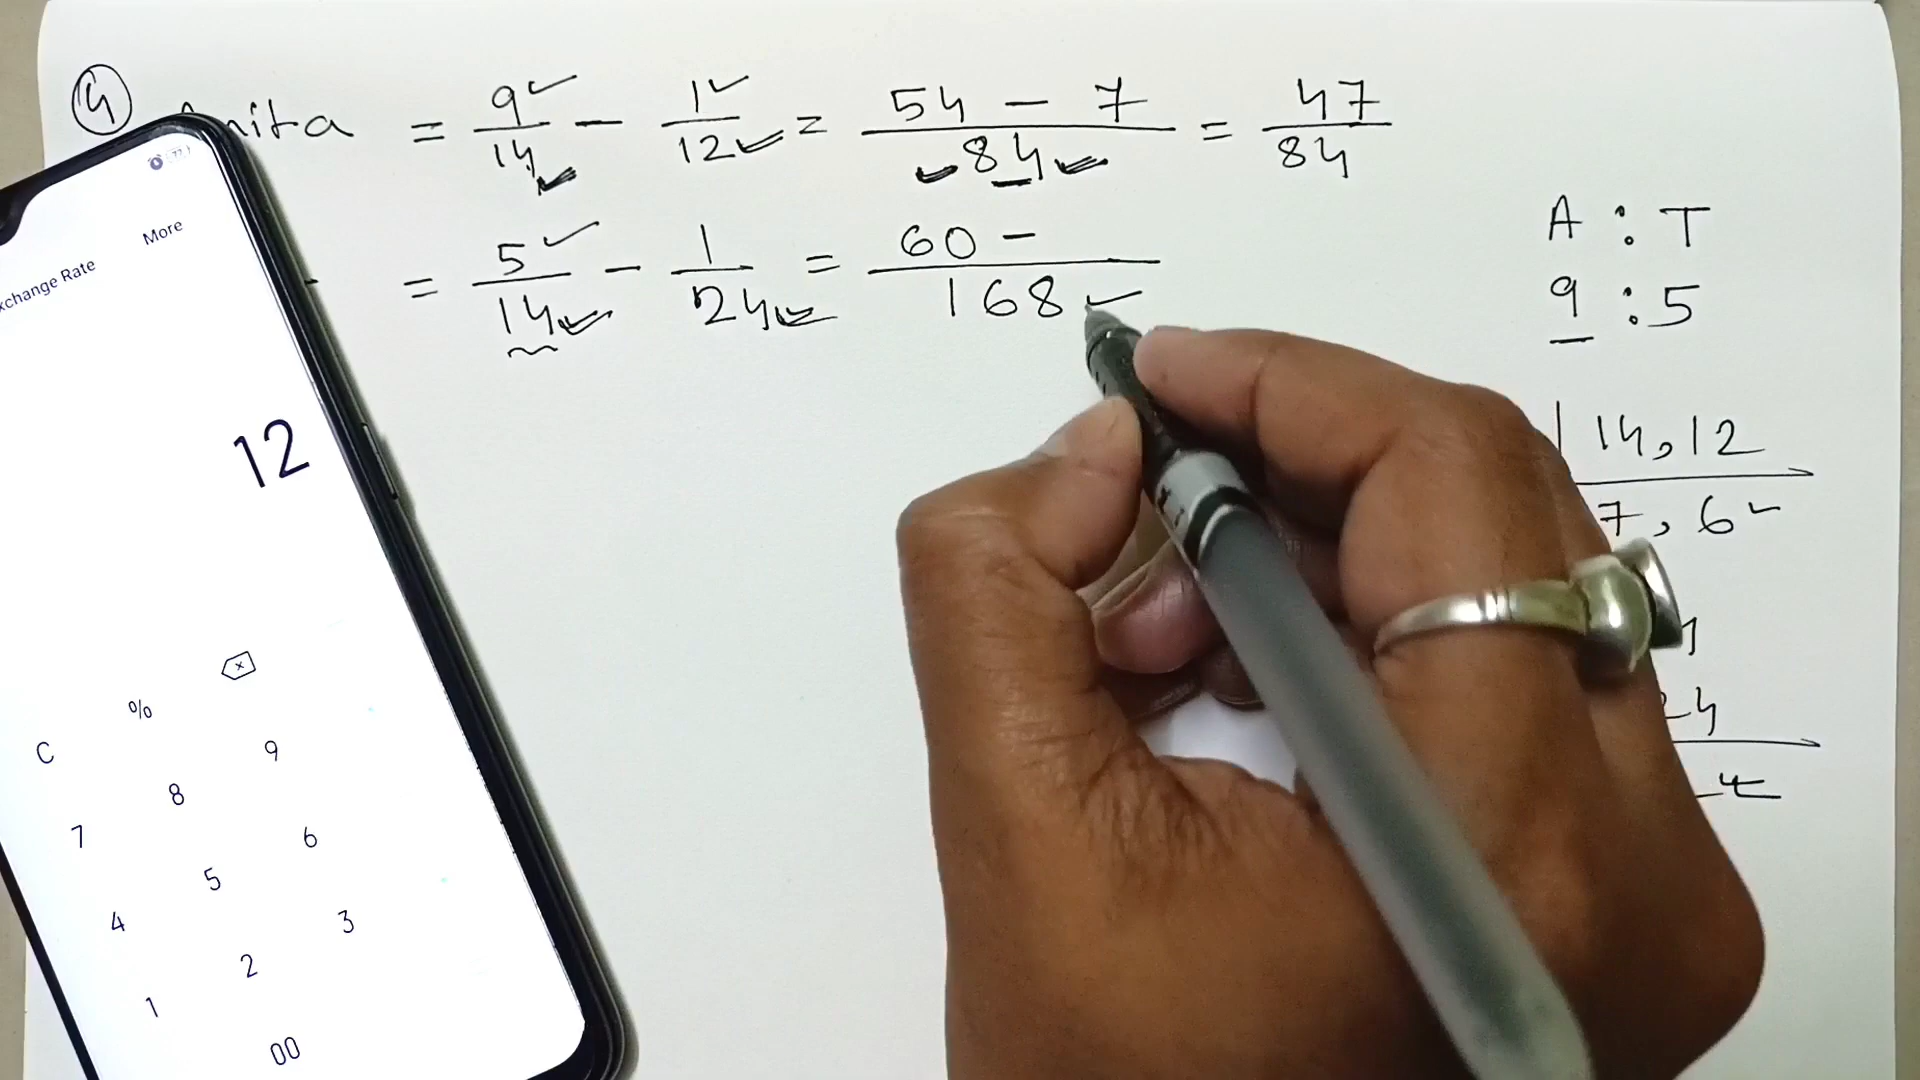 4
= 9/14 - 1/12 = 54 - 7/84 = 47/84
= 5/14 - 1/24 = 60 -/168
A : T
9 : 5
14, 12
7, 6
More
xchange Rate
12
C % 
7 8 9
4 5 6
1 2 3
00